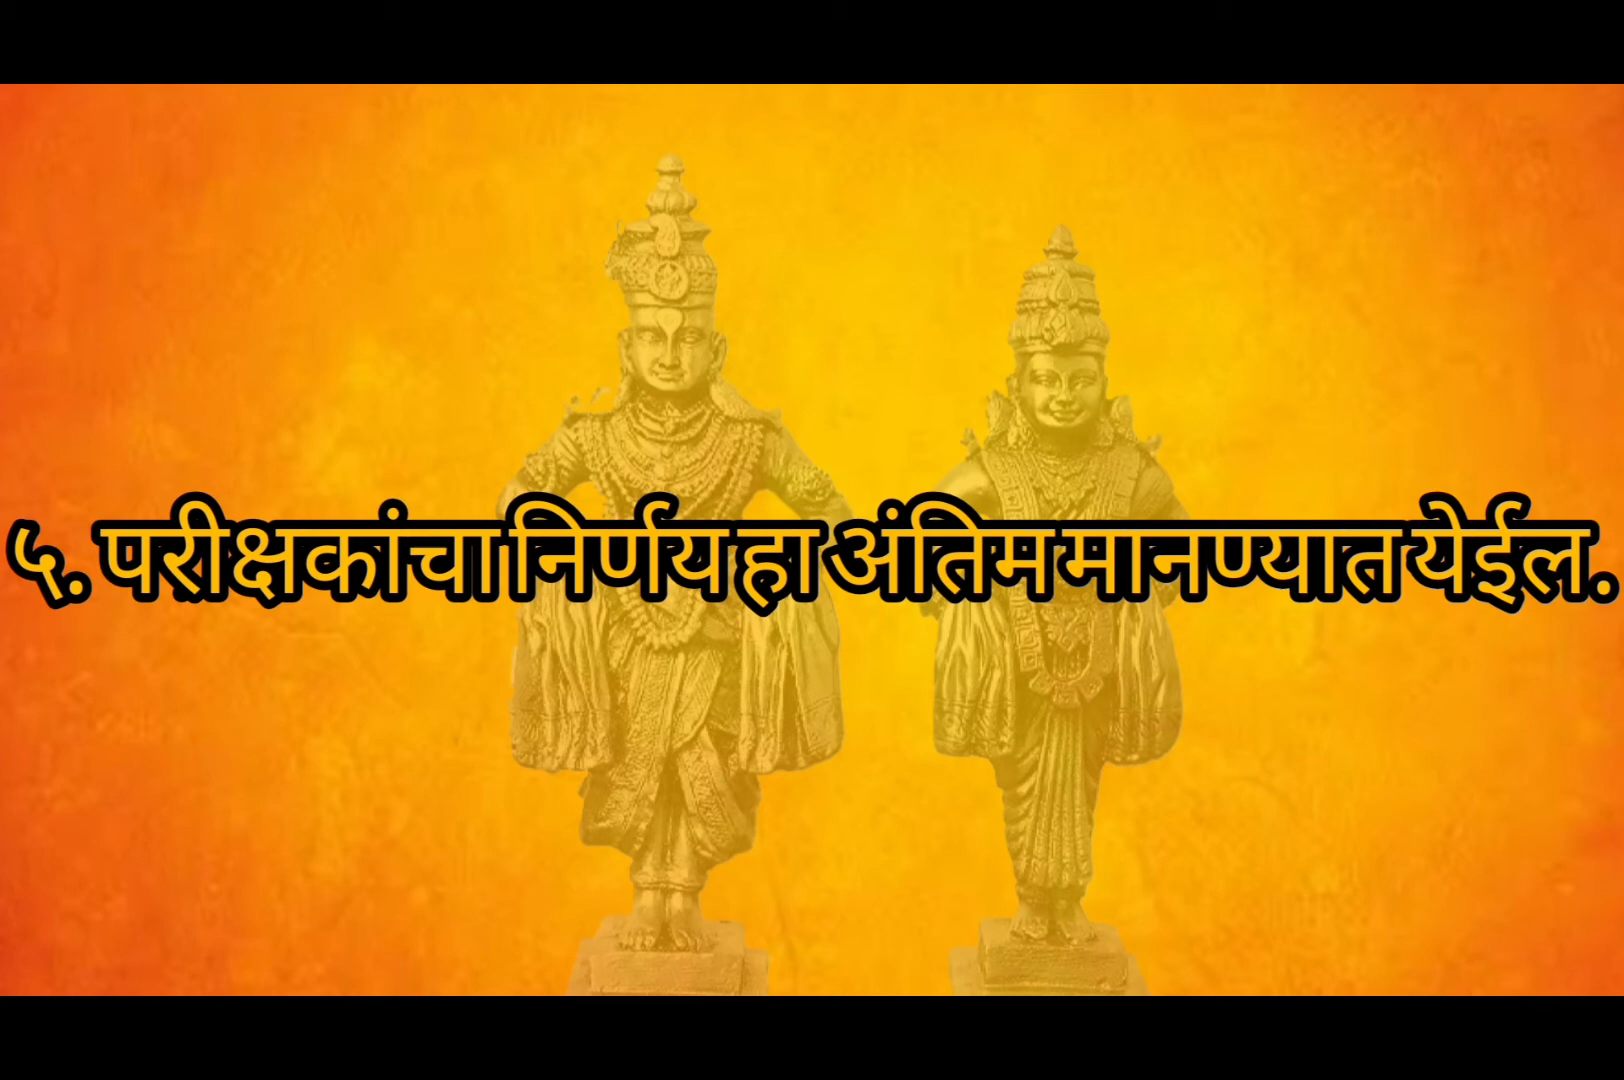 ५. परीक्षकांचा निर्णय हा अंतिम मानण्यात येईल.